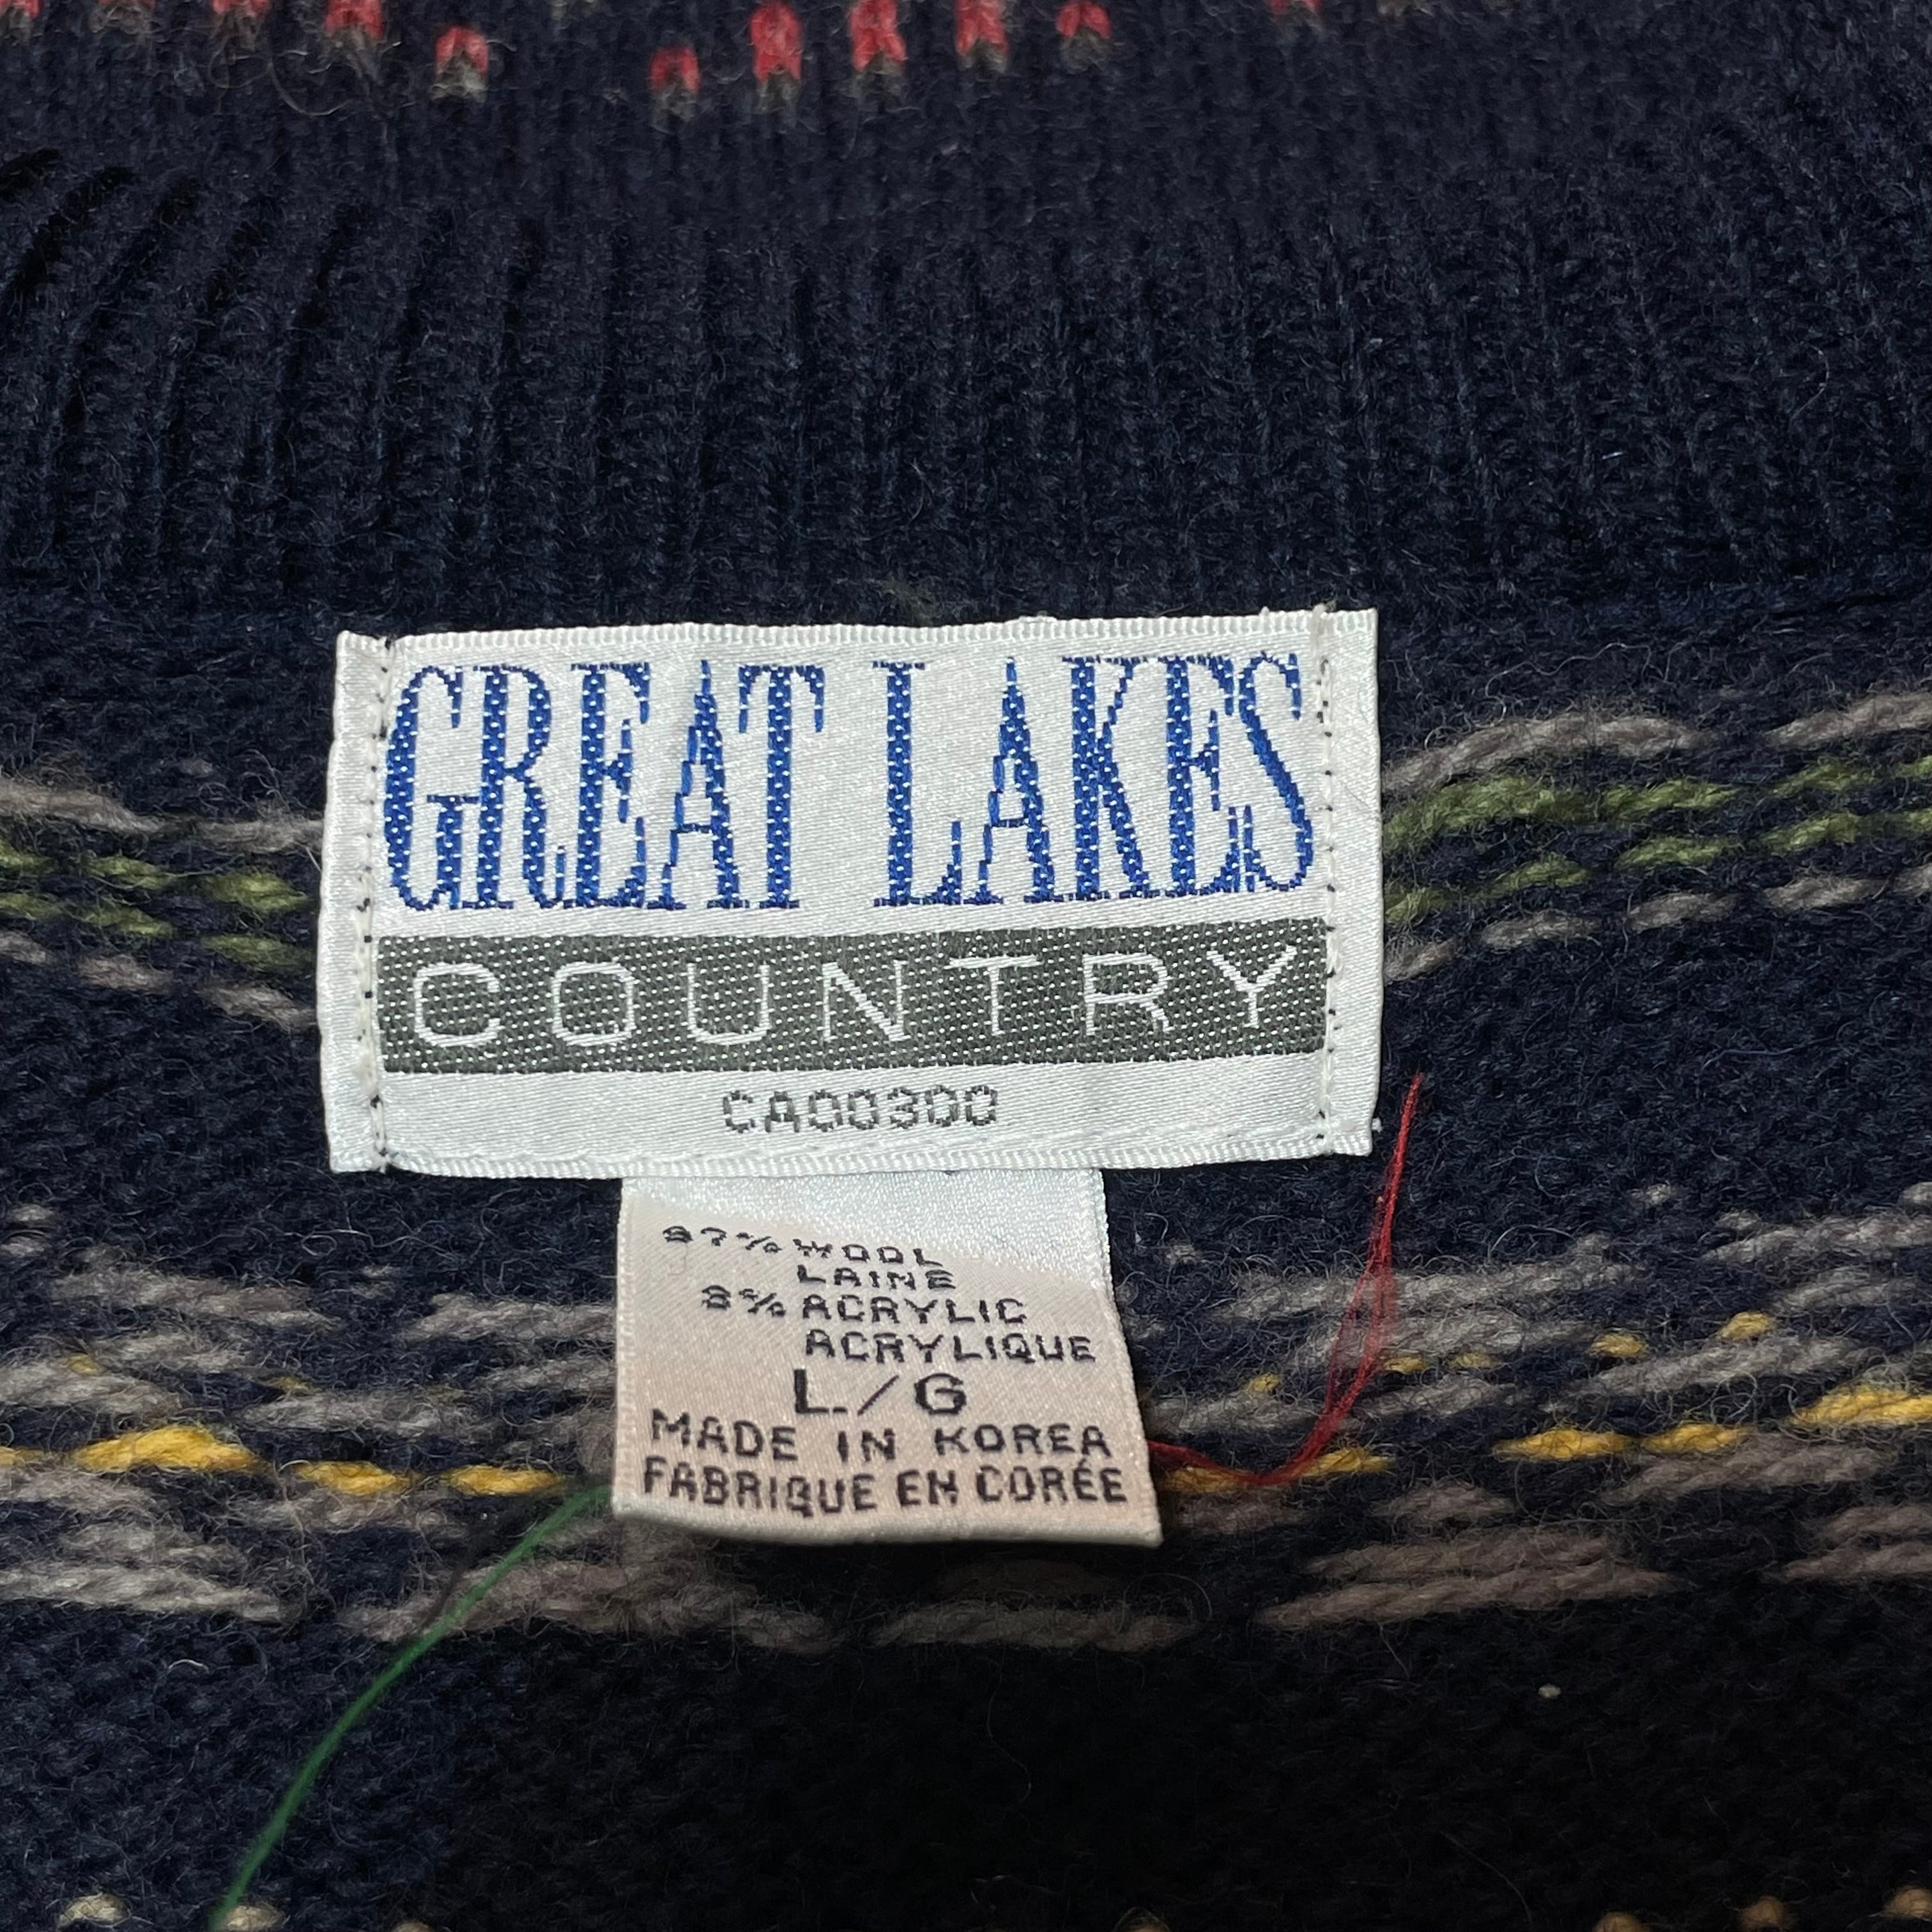 GREAT LAKES
COUNTRY
CA00300
97% WOOL
LAINE
3% ACRYLIC
ACRYLIQUE
L/G
MADE IN KOREA
FABRIQUE EN CORÉE